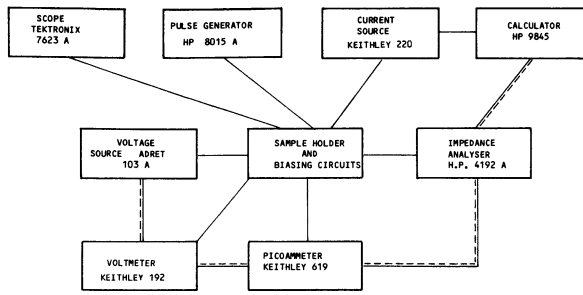 SCOPE
TEKTRONIX
7623 A
PULSE GENERATOR
HP 8015 A
CURRENT
SOURCE
KEITHLEY 220
CALCULATOR
HP 9845
VOLTAGE
SOURCE ADRET
103 A
SAMPLE HOLDER
AND
BIASING CIRCUITS
IMPEDANCE
ANALYSER
H.P. 4192 A
VOLTMETER
KEITHLEY 192
PICOAMMETER
KEITHLEY 619